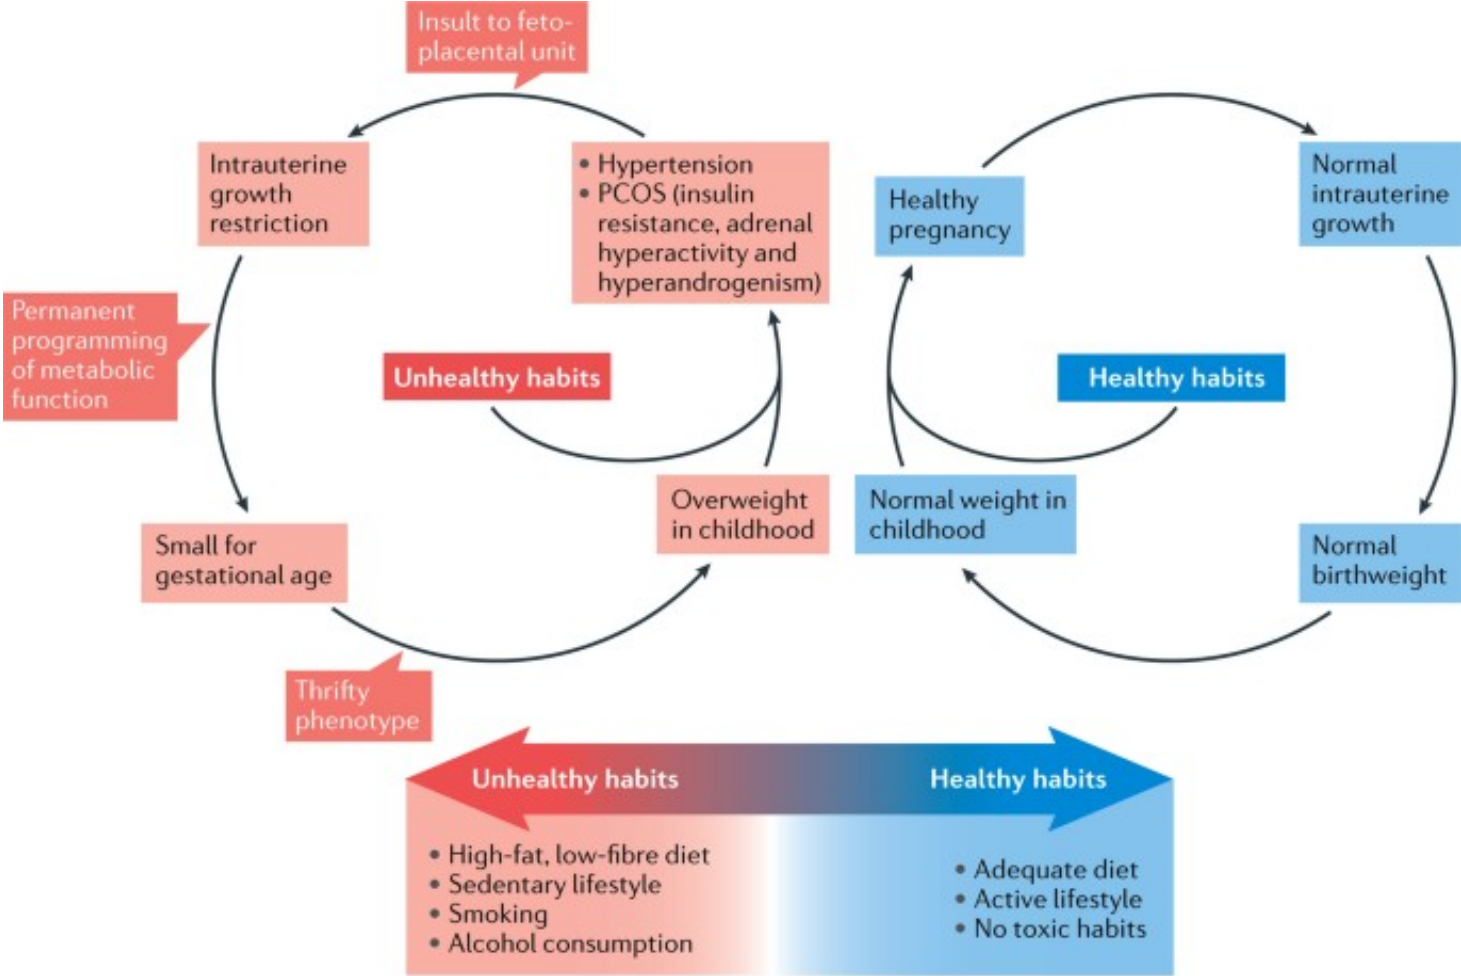 Insult to feto-
placental unit
Intrauterine
growth
restriction
• Hypertension
• PCOS (insulin
resistance, adrenal
hyperactivity and
hyperandrogenism)
Healthy
pregnancy
Normal
intrauterine
growth
Permanent
programming
of metabolic
function
Unhealthy habits
Healthy habits
Overweight
in childhood
Normal weight in
childhood
Small for
gestational age
Normal
birthweight
Thrifty
phenotype
Unhealthy habits
Healthy habits
• High-fat, low-fibre diet
• Sedentary lifestyle
• Smoking
• Alcohol consumption
• Adequate diet
• Active lifestyle
• No toxic habits